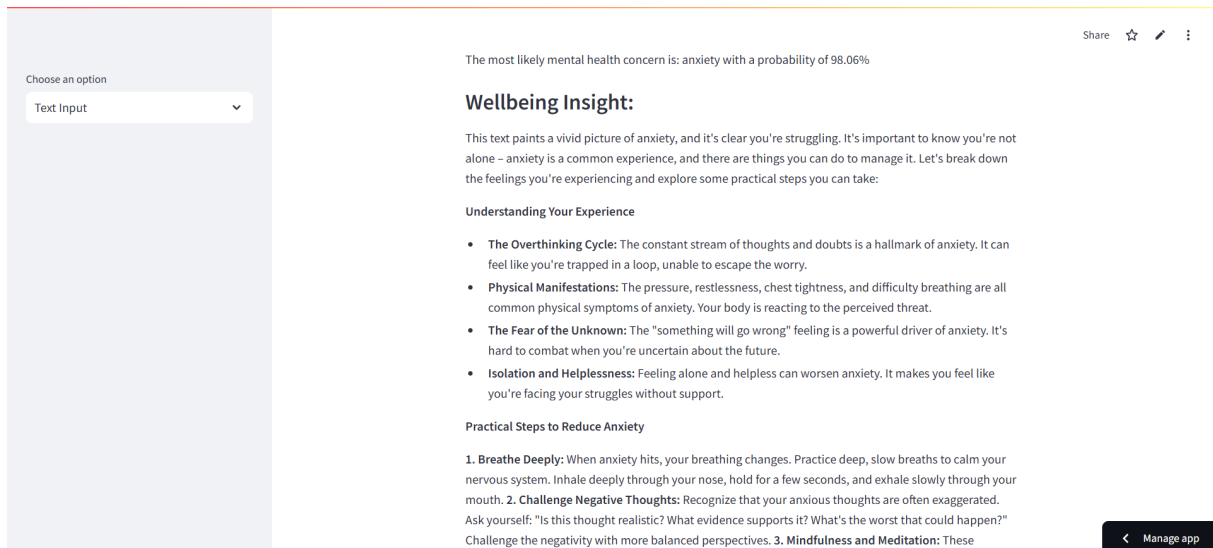 Share
Choose an option
Text Input
The most likely mental health concern is: anxiety with a probability of 98.06%
Wellbeing Insight:
This text paints a vivid picture of anxiety, and it's clear you're struggling. It's important to know you're not
alone – anxiety is a common experience, and there are things you can do to manage it. Let's break down
the feelings you're experiencing and explore some practical steps you can take:
Understanding Your Experience
• The Overthinking Cycle: The constant stream of thoughts and doubts is a hallmark of anxiety. It can
feel like you're trapped in a loop, unable to escape the worry.
• Physical Manifestations: The pressure, restlessness, chest tightness, and difficulty breathing are all
common physical symptoms of anxiety. Your body is reacting to the perceived threat.
• The Fear of the Unknown: The "something will go wrong" feeling is a powerful driver of anxiety. It's
hard to combat when you're uncertain about the future.
• Isolation and Helplessness: Feeling alone and helpless can worsen anxiety. It makes you feel like
you're facing your struggles without support.
Practical Steps to Reduce Anxiety
1. Breathe Deeply: When anxiety hits, your breathing changes. Practice deep, slow breaths to calm your
nervous system. Inhale deeply through your nose, hold for a few seconds, and exhale slowly through your
mouth. 2. Challenge Negative Thoughts: Recognize that your anxious thoughts are often exaggerated.
Ask yourself: "Is this thought realistic? What evidence supports it? What's the worst that could happen?"
Challenge the negativity with more balanced perspectives. 3. Mindfulness and Meditation: These
Manage app